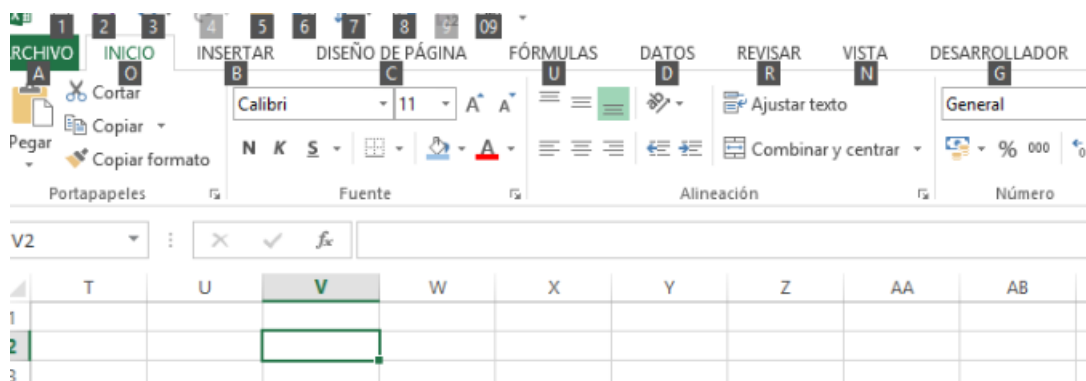 1 2 3 4 5 6 7 8 9 09
ARCHIVO INICIO INSERTAR DISEÑO DE PÁGINA FÓRMULAS DATOS REVISAR VISTA DESARROLLADOR
A O B C U D R N G
Cortar Calibri 11 A A Ajustar texto General
Copiar
Pegar N K S A Combinar y centrar % 000
Copiar formato
Portapapeles Fuente Alineación Número
V2 fx
T U V W X Y Z AA AB
1
2
3